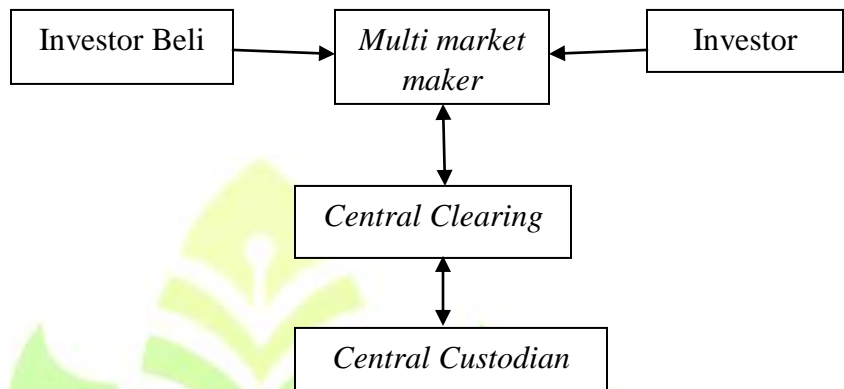 Investor Beli
Multi market
maker
Investor
Central Clearing
Central Custodian